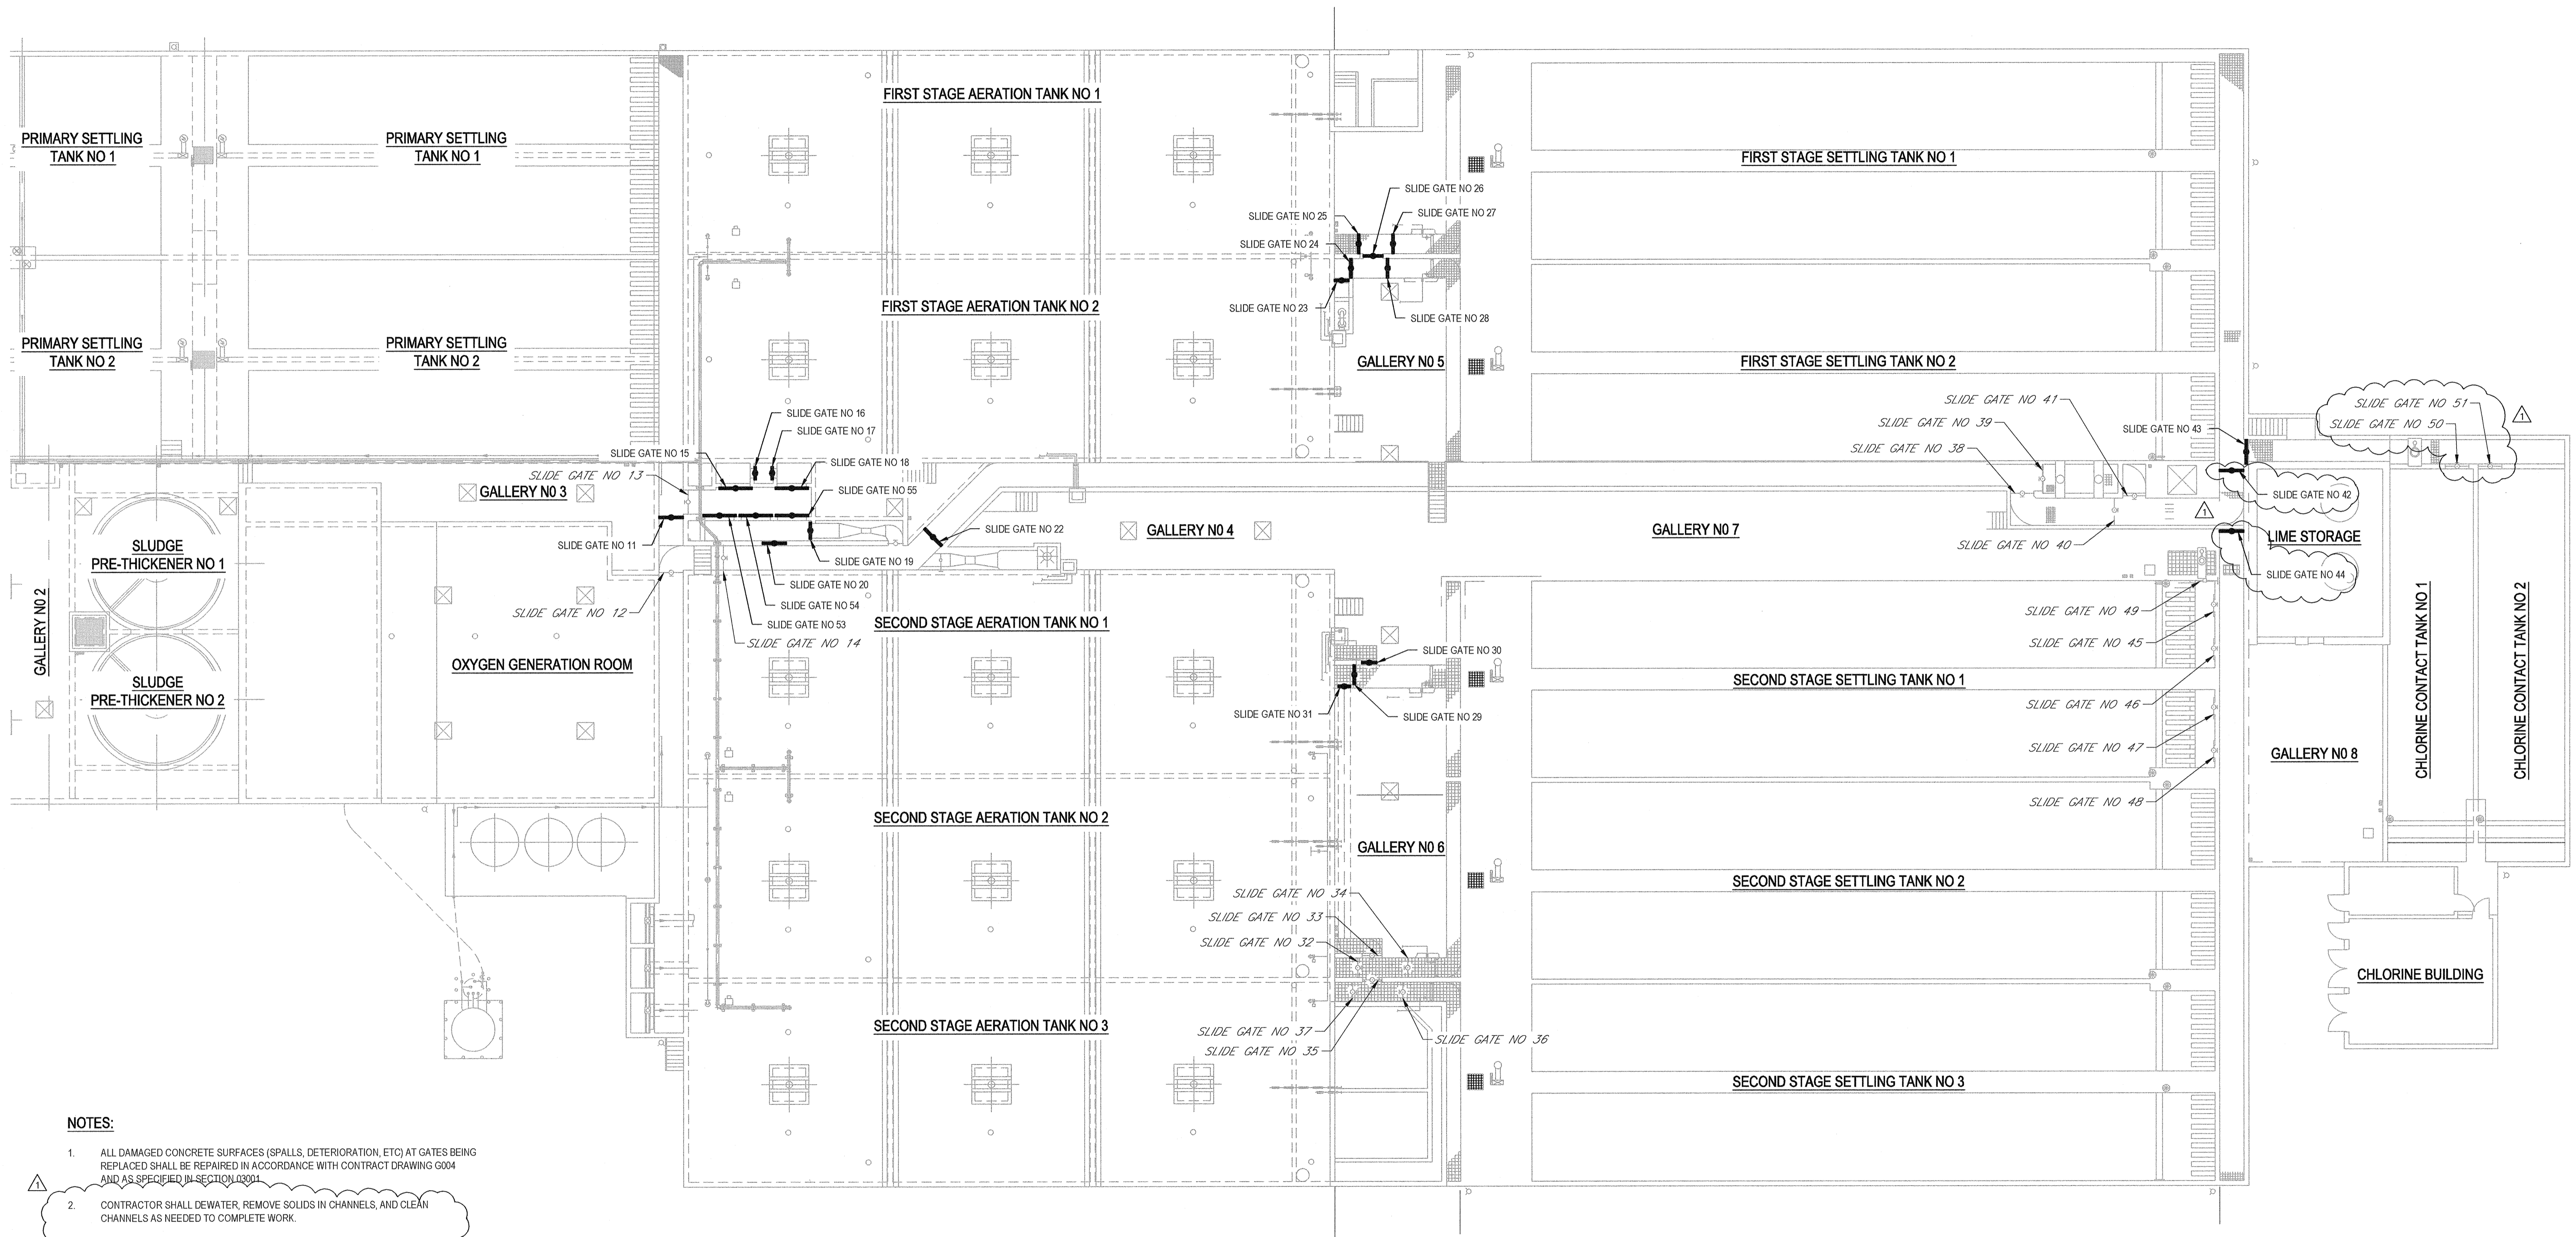 FIRST STAGE AERATION TANK NO 1
PRIMARY SETTLING
TANK NO 1
PRIMARY SETTLING
TANK NO 1
FIRST STAGE SETTLING TANK NO 1
SLIDE GATE NO 26
SLIDE GATE NO 25
SLIDE GATE NO 27
SLIDE GATE NO 24
FIRST STAGE AERATION TANK NO 2
SLIDE GATE NO 23
SLIDE GATE NO 28
PRIMARY SETTLING
TANK NO 2
PRIMARY SETTLING
TANK NO 2
GALLERY NO 5
FIRST STAGE SETTLING TANK NO 2
SLIDE GATE NO 41
SLIDE GATE NO 51
SLIDE GATE NO 16
SLIDE GATE NO 39
SLIDE GATE NO 50
1
SLIDE GATE NO 17
SLIDE GATE NO 43
SLIDE GATE NO 38
SLIDE GATE NO 15
SLIDE GATE NO 18
SLIDE GATE NO 13
GALLERY NO 3
SLIDE GATE NO 55
SLIDE GATE NO 42
1
SLIDE GATE NO 22
GALLERY NO 4
GALLERY NO 7
LIME STORAGE
SLIDE GATE NO 11
SLIDE GATE NO 40
SLUDGE
PRE-THICKENER NO 1
SLIDE GATE NO 19
SLIDE GATE NO 44
SLIDE GATE NO 20
SLIDE GATE NO 12
SLIDE GATE NO 54
SLIDE GATE NO 49
SLIDE GATE NO 53
SECOND STAGE AERATION TANK NO 1
SLIDE GATE NO 14
SLIDE GATE NO 45
GALLERY NO 2
CHLORINE CONTACT TANK NO 1
CHLORINE CONTACT TANK NO 2
SLIDE GATE NO 30
OXYGEN GENERATION ROOM
SLUDGE
PRE-THICKENER NO 2
SECOND STAGE SETTLING TANK NO 1
SLIDE GATE NO 46
SLIDE GATE NO 31
SLIDE GATE NO 29
SLIDE GATE NO 47
GALLERY NO 8
SLIDE GATE NO 48
SECOND STAGE AERATION TANK NO 2
GALLERY NO 6
SECOND STAGE SETTLING TANK NO 2
SLIDE GATE NO 34
SLIDE GATE NO 33
SLIDE GATE NO 32
CHLORINE BUILDING
SECOND STAGE AERATION TANK NO 3
SLIDE GATE NO 37
SLIDE GATE NO 36
SLIDE GATE NO 35
SECOND STAGE SETTLING TANK NO 3
NOTES:
1. ALL DAMAGED CONCRETE SURFACES (SPALLS, DETERIORATION, ETC) AT GATES BEING
REPLACED SHALL BE REPAIRED IN ACCORDANCE WITH CONTRACT DRAWING G004
AND AS SPECIFIED IN SECTION 03001
1
2. CONTRACTOR SHALL DEWATER, REMOVE SOLIDS IN CHANNELS, AND CLEAN
CHANNELS AS NEEDED TO COMPLETE WORK.